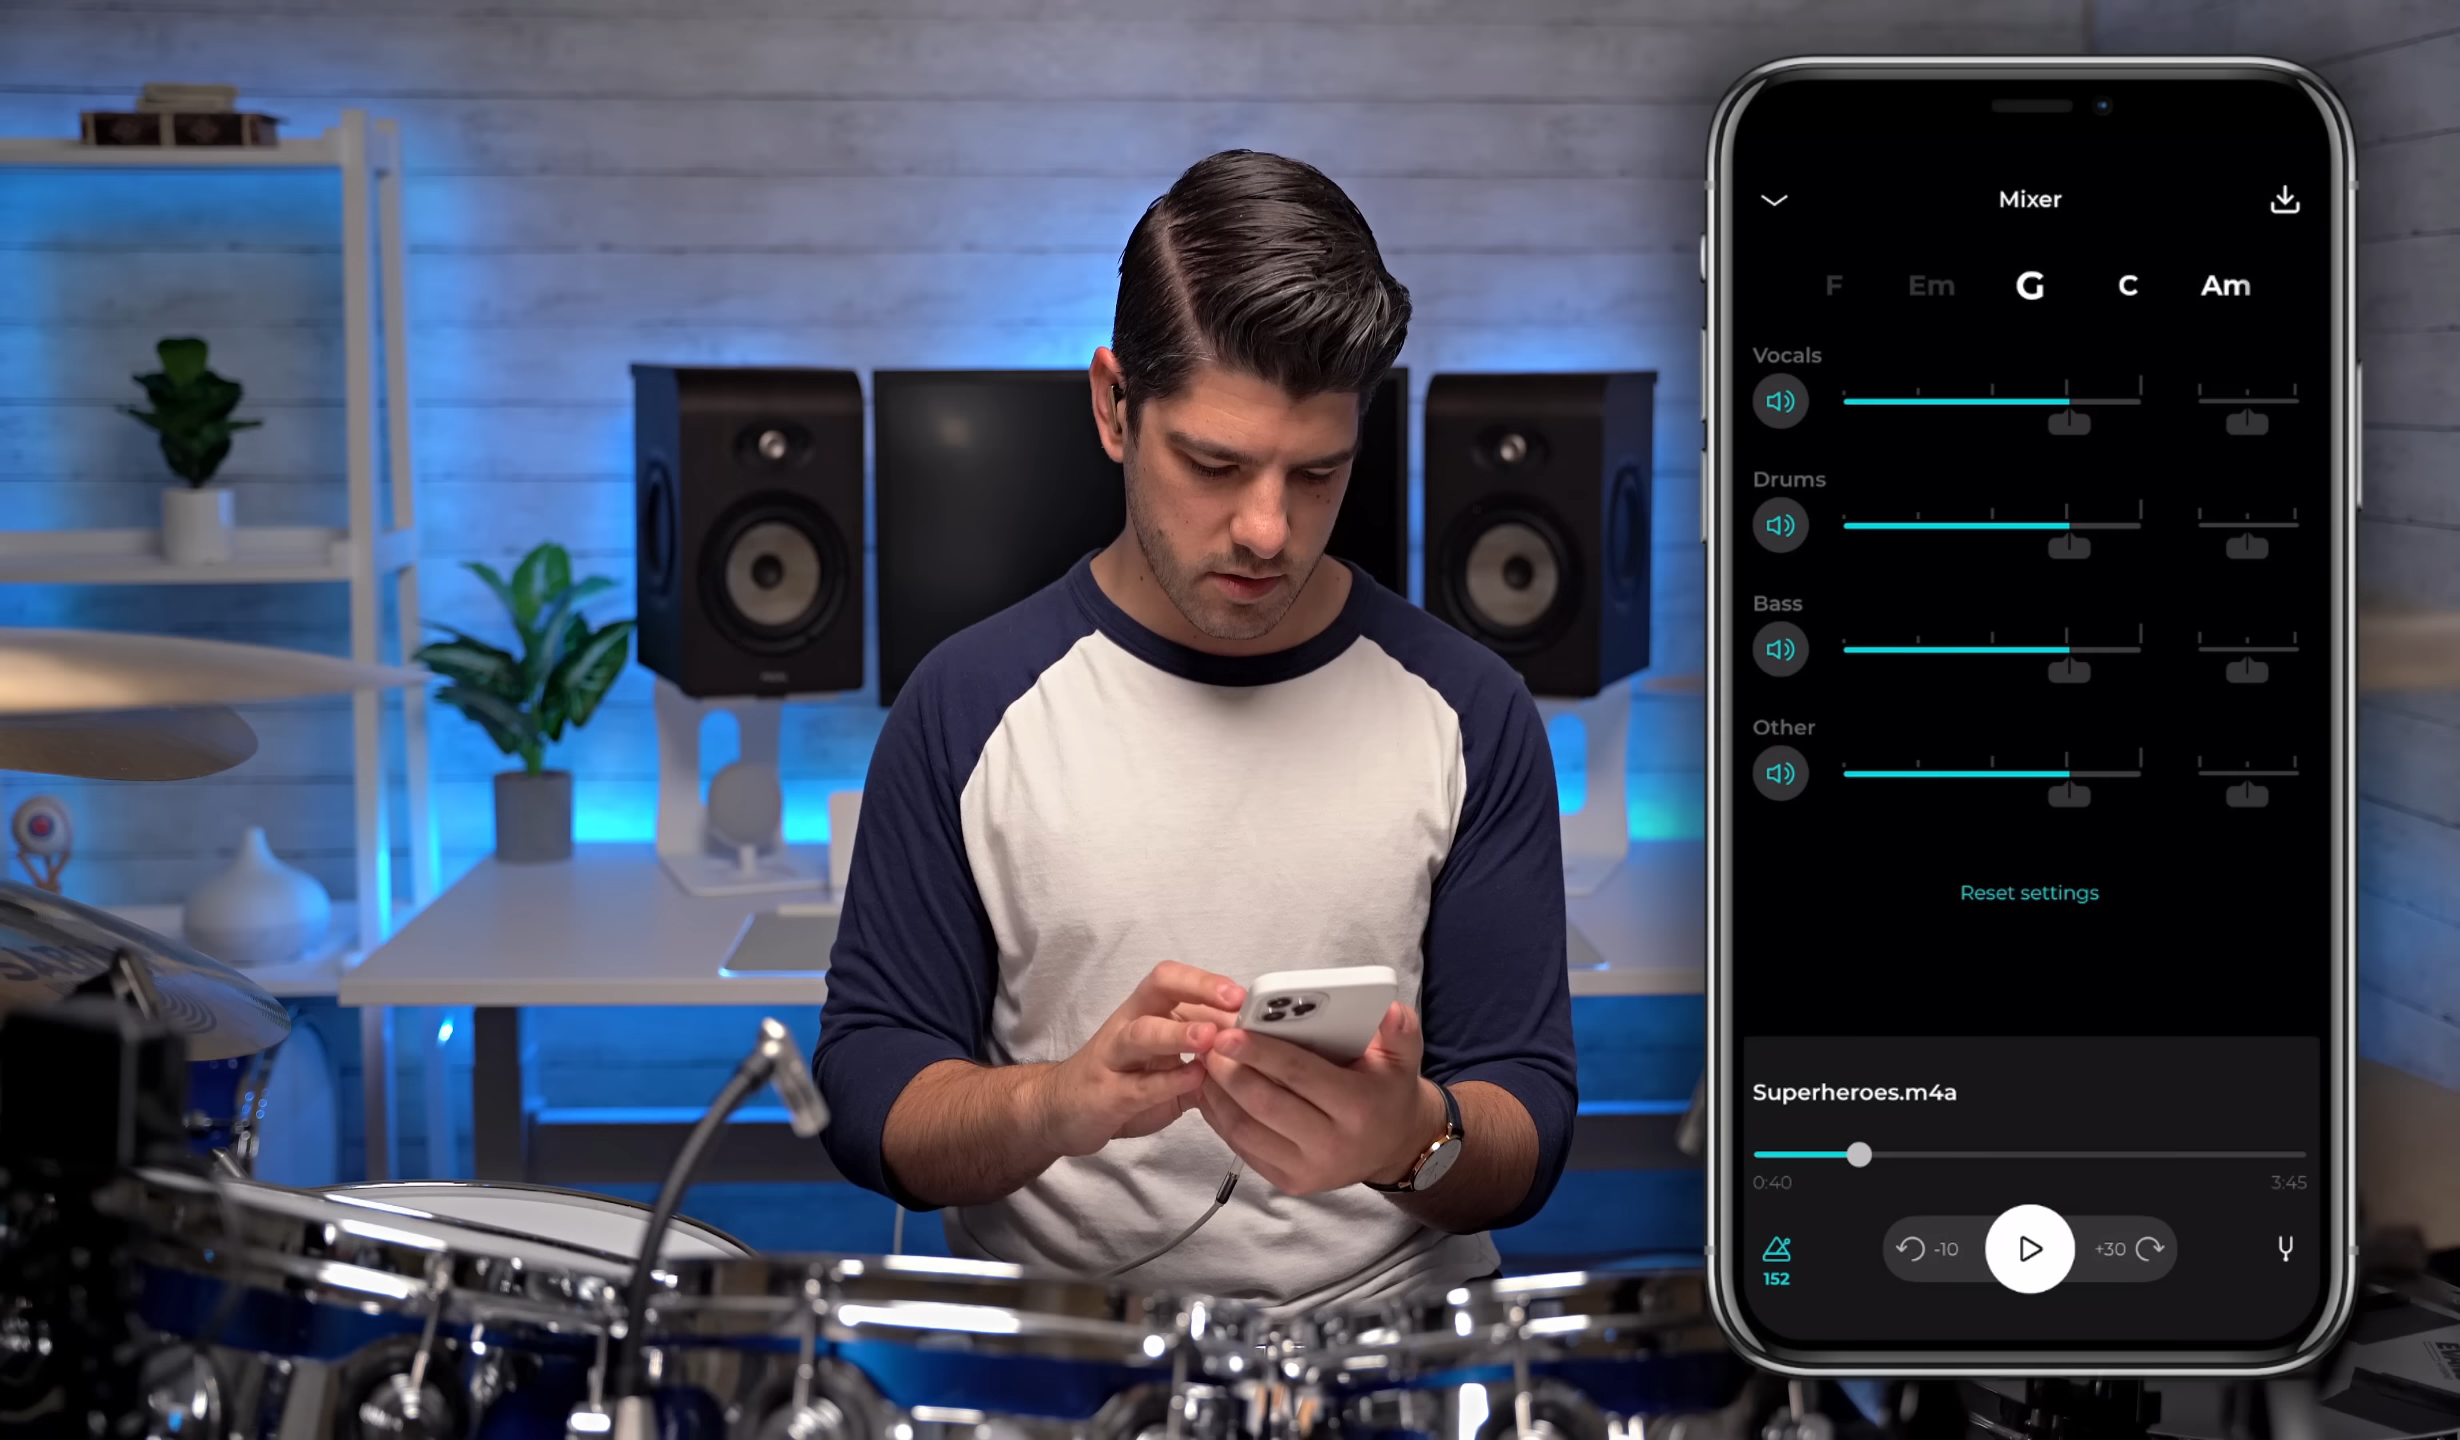 Mixer
F Em G C Am
Vocals
Drums
Bass
Other
Reset settings
Superheroes.m4a
0:40 3:45
-10 +30
152